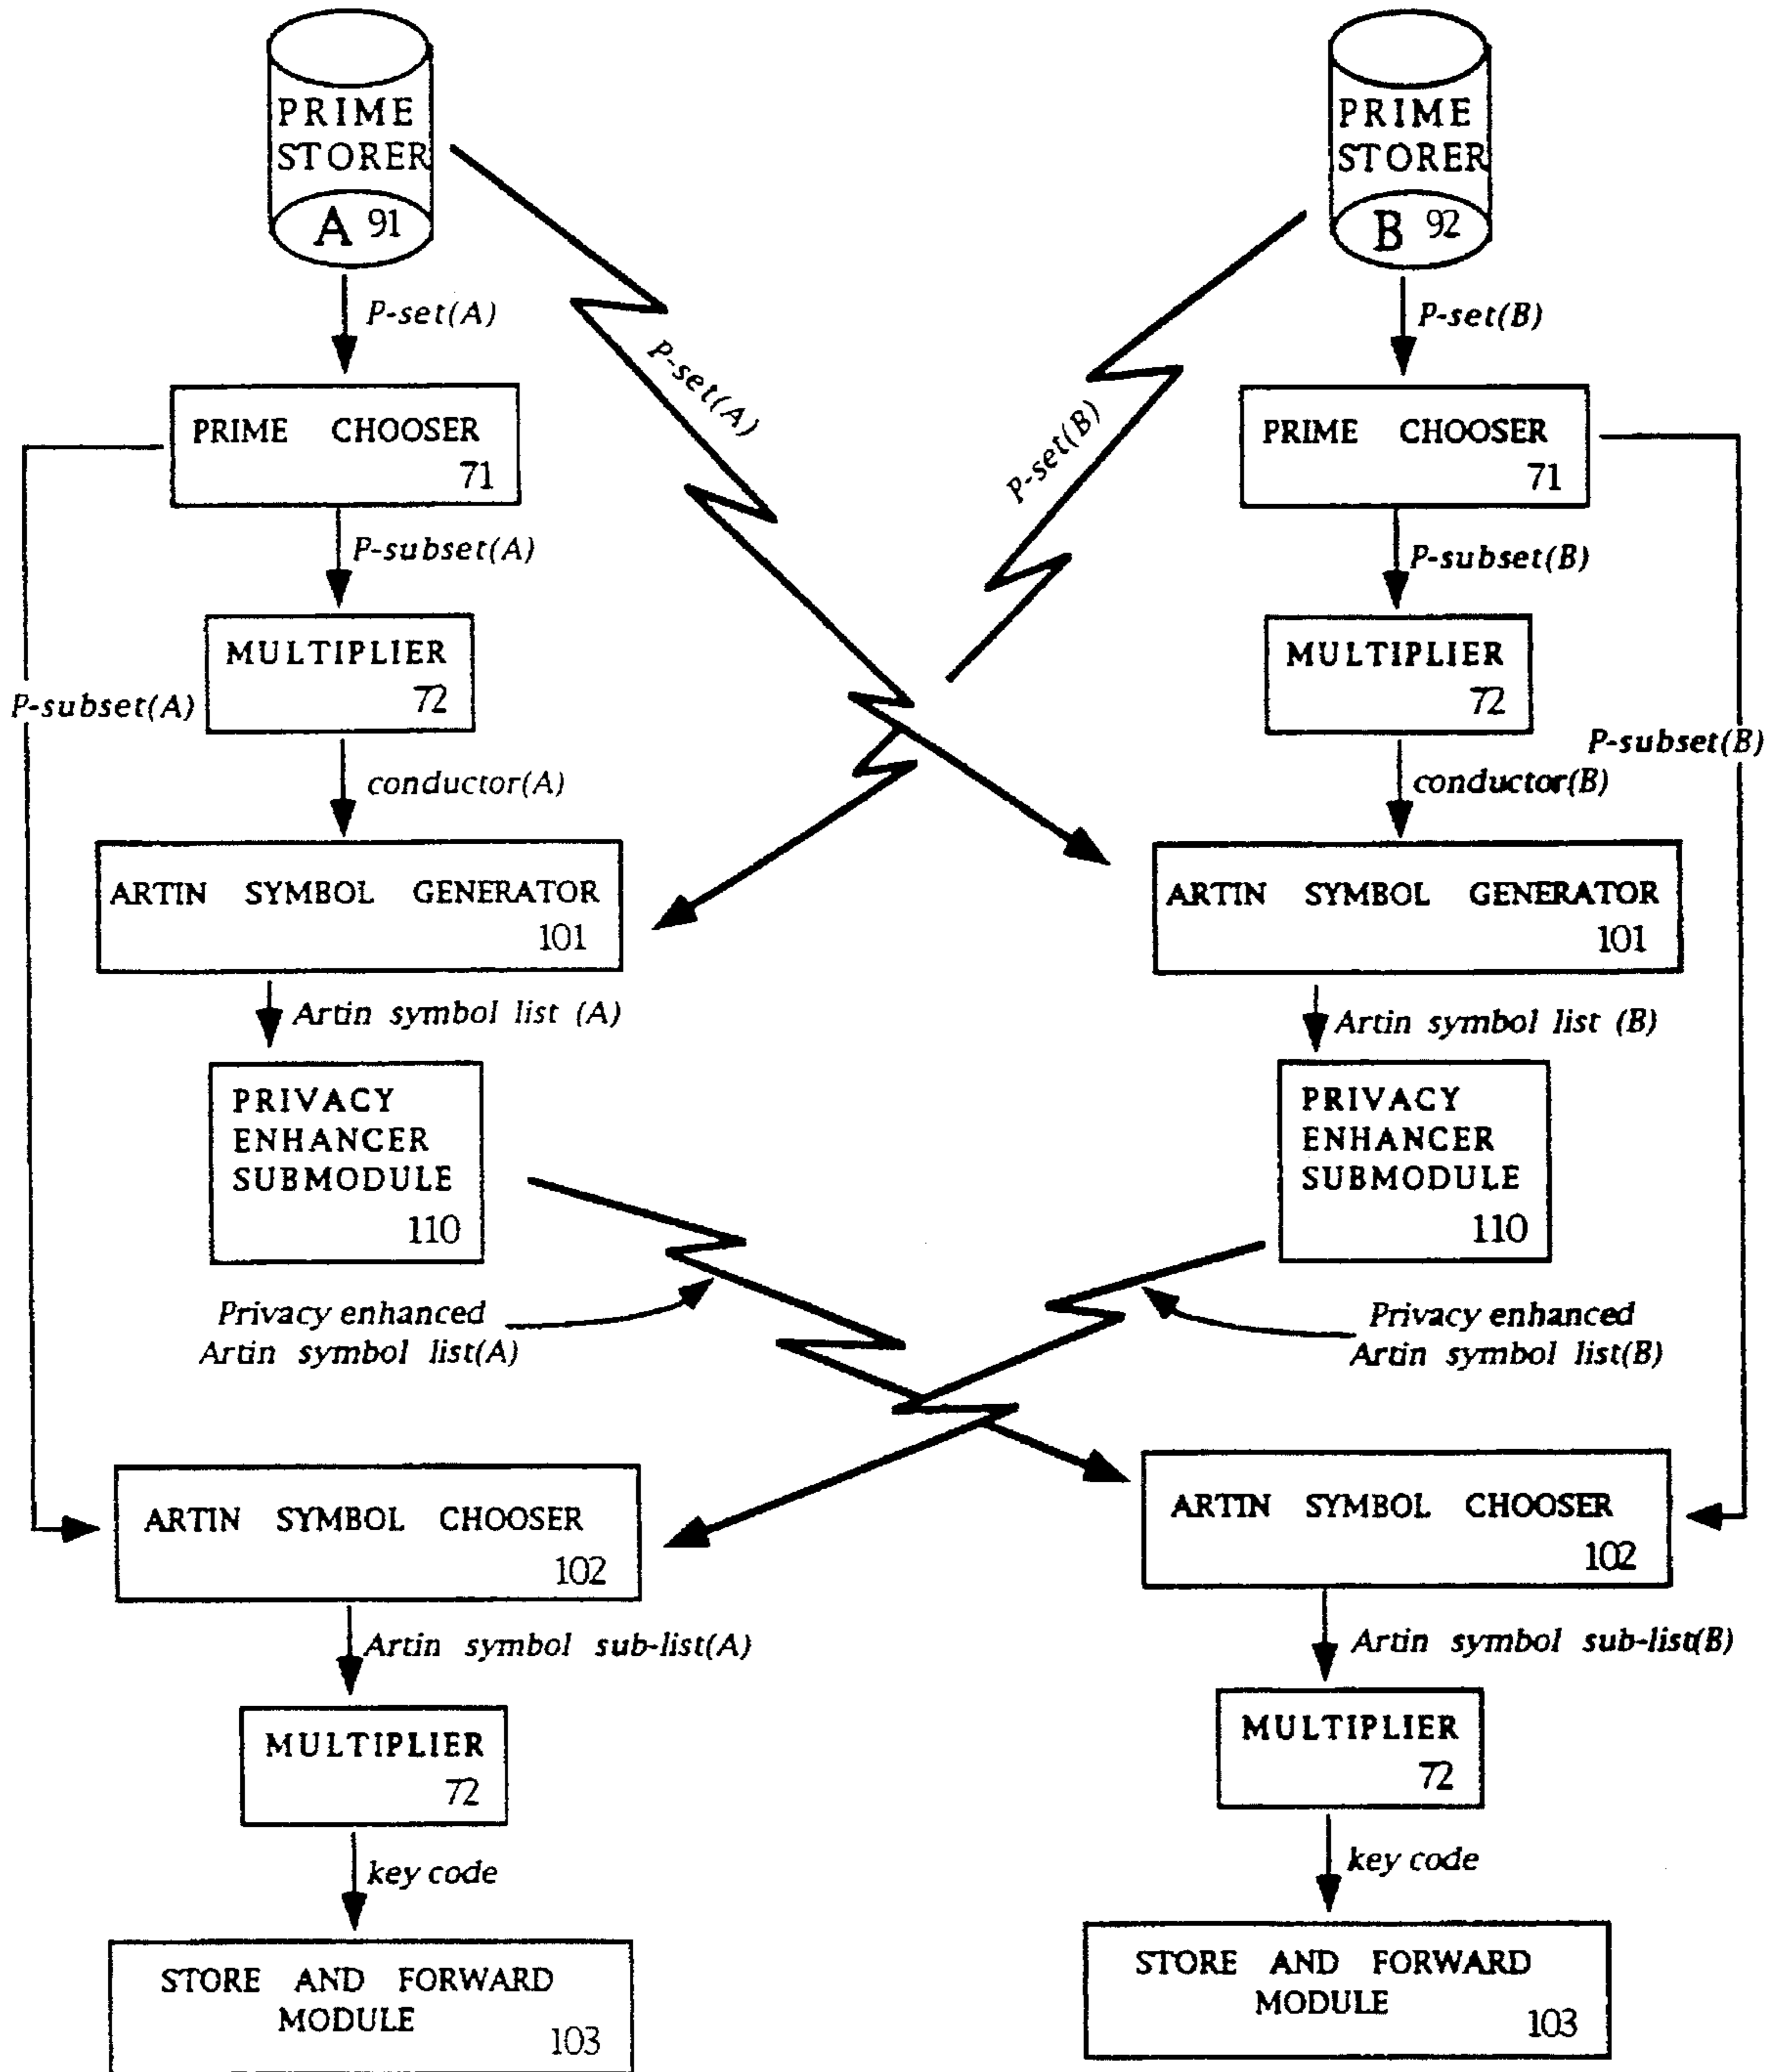 PRIME
STORER
A 91
PRIME
STORER
B 92
P-set(A)
P-set(A)
P-set(B)
P-set(B)
PRIME CHOOSER
71
PRIME CHOOSER
71
P-subset(A)
P-subset(B)
MULTIPLIER
72
MULTIPLIER
72
P-subset(A)
P-subset(B)
conductor(A)
conductor(B)
ARTIN SYMBOL GENERATOR
101
ARTIN SYMBOL GENERATOR
101
Artin symbol list (A)
Artin symbol list (B)
PRIVACY
ENHANCER
SUBMODULE
110
PRIVACY
ENHANCER
SUBMODULE
110
Privacy enhanced
Artin symbol list(A)
Privacy enhanced
Artin symbol list(B)
ARTIN SYMBOL CHOOSER
102
ARTIN SYMBOL CHOOSER
102
Artin symbol sub-list(A)
Artin symbol sub-list(B)
MULTIPLIER
72
MULTIPLIER
72
key code
key code
STORE AND FORWARD
MODULE
103
STORE AND FORWARD
MODULE
103